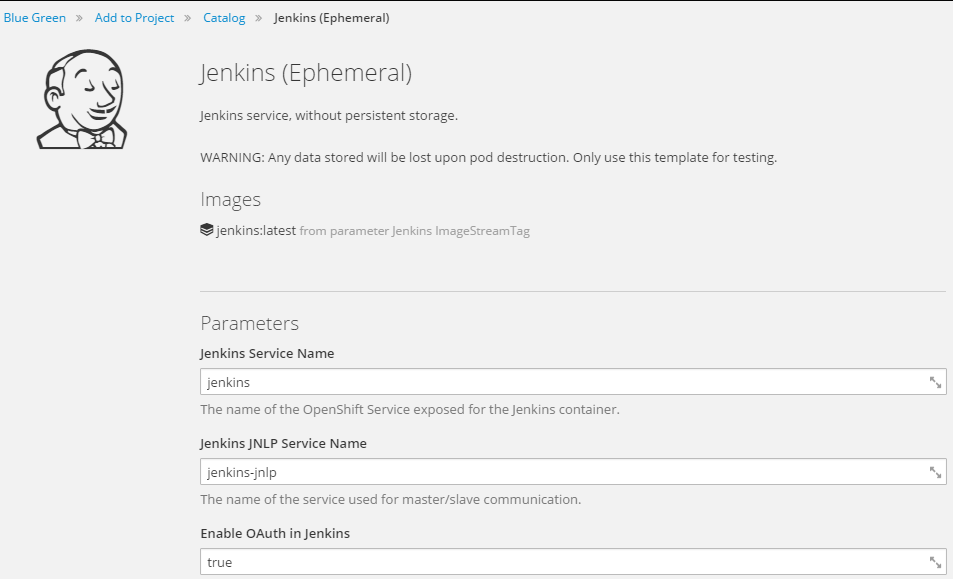 Blue Green » Add to Project » Catalog » Jenkins (Ephemeral)
Jenkins (Ephemeral)
Jenkins service, without persistent storage.
WARNING: Any data stored will be lost upon pod destruction. Only use this template for testing.
Images
jenkins:latest from parameter Jenkins ImageStreamTag
Parameters
Jenkins Service Name
jenkins
The name of the OpenShift Service exposed for the Jenkins container.
Jenkins JNLP Service Name
jenkins-jnlp
The name of the service used for master/slave communication.
Enable OAuth in Jenkins
true